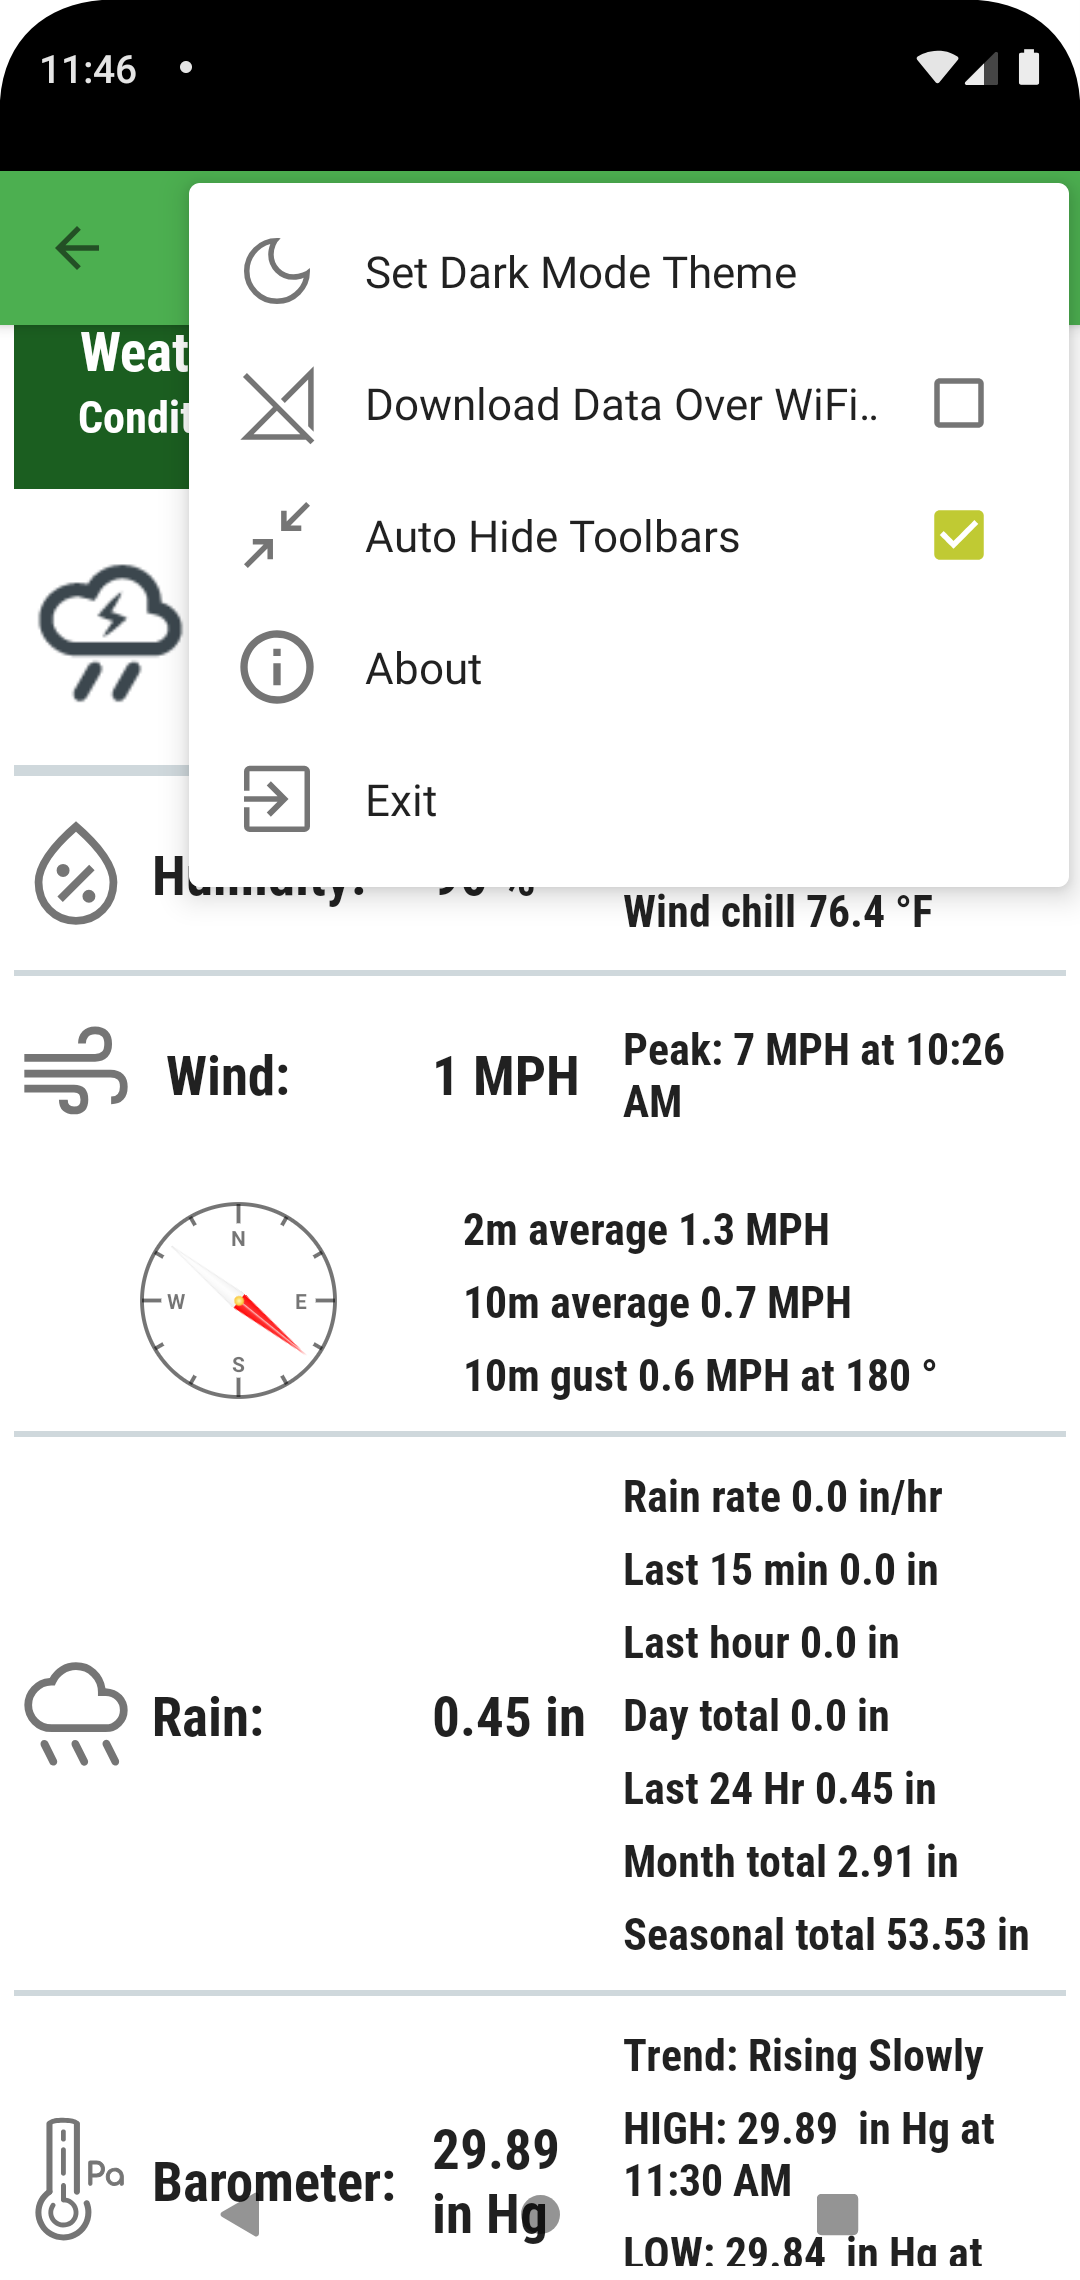 11:46
Set Dark Mode Theme
Download Data Over WiFi..
Auto Hide Toolbars
About
Exit
Weat
Condit
Humidity:
Wind chill 76.4 °F
Wind:
1 MPH
Peak: 7 MPH at 10:26
AM
N
W
E
S
2m average 1.3 MPH
10m average 0.7 MPH
10m gust 0.6 MPH at 180 °
Rain:
0.45 in
Rain rate 0.0 in/hr
Last 15 min 0.0 in
Last hour 0.0 in
Day total 0.0 in
Last 24 Hr 0.45 in
Month total 2.91 in
Seasonal total 53.53 in
Pa
Barometer:
29.89
in Hg
Trend: Rising Slowly
HIGH: 29.89 in Hg at
11:30 AM
LOW: 29.84 in Hg at